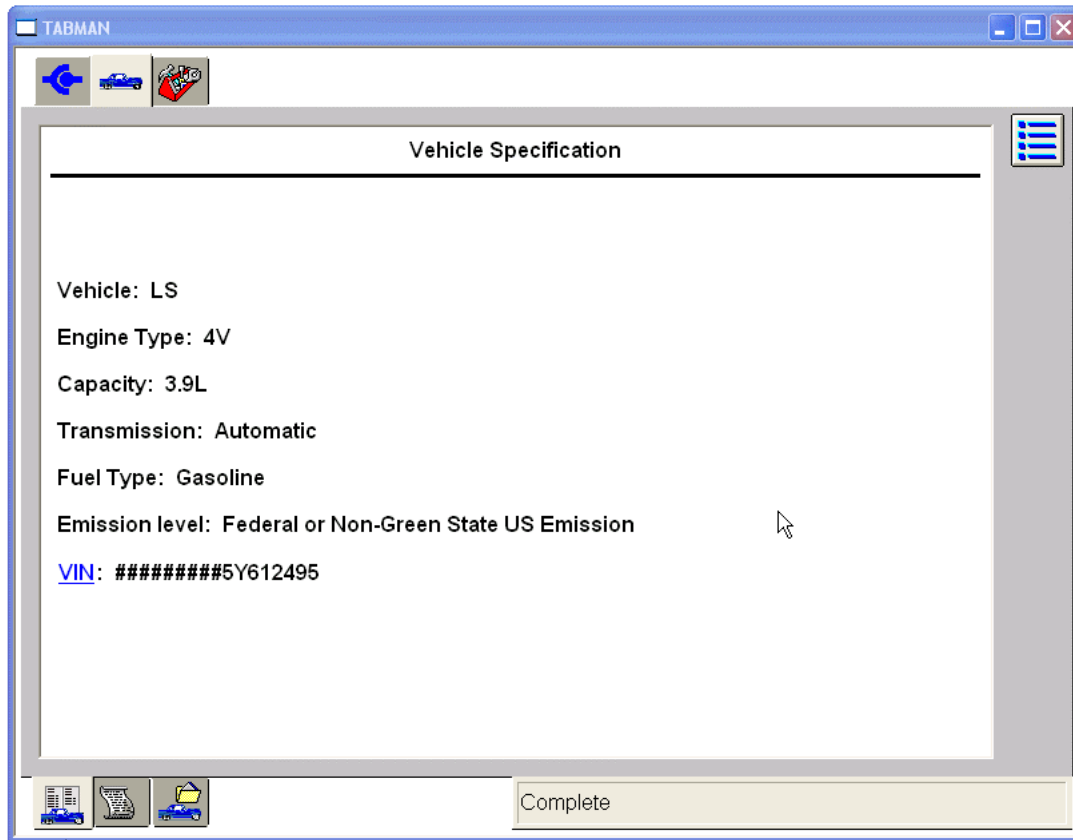 TABMAN
Vehicle Specification
Vehicle: LS
Engine Type: 4V
Capacity: 3.9L
Transmission: Automatic
Fuel Type: Gasoline
Emission level: Federal or Non-Green State US Emission
VIN: #########5Y612495
Complete